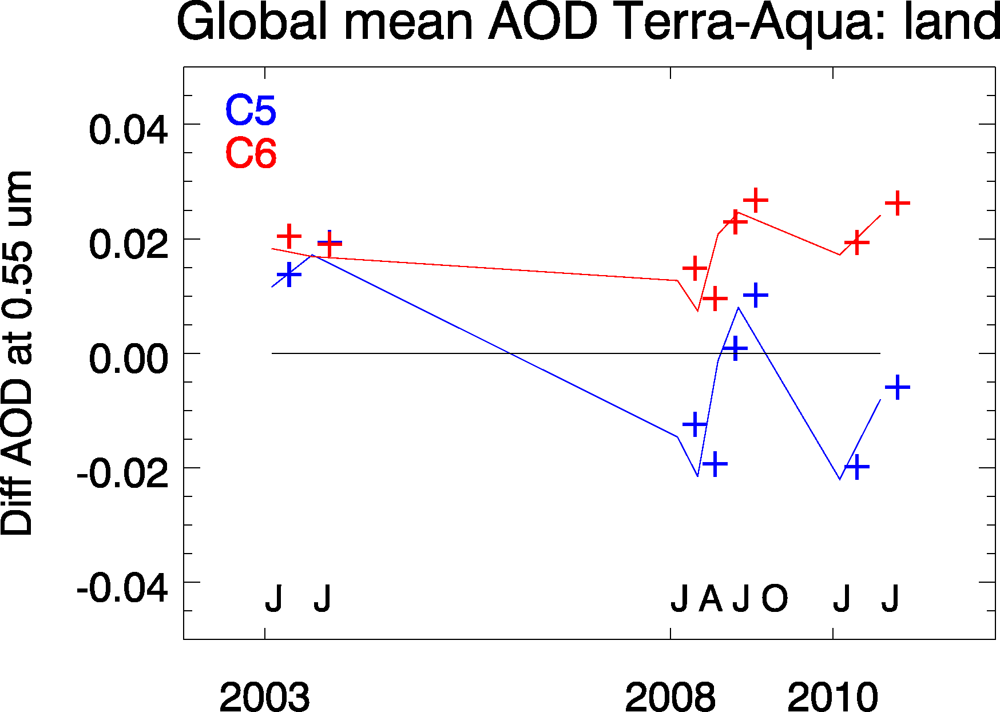 Global mean AOD Terra-Aqua: land
C5
C6
Diff AOD at 0.55 um
0.04
0.02
0.00
-0.02
-0.04
J J J A J O J J
2003 2008 2010